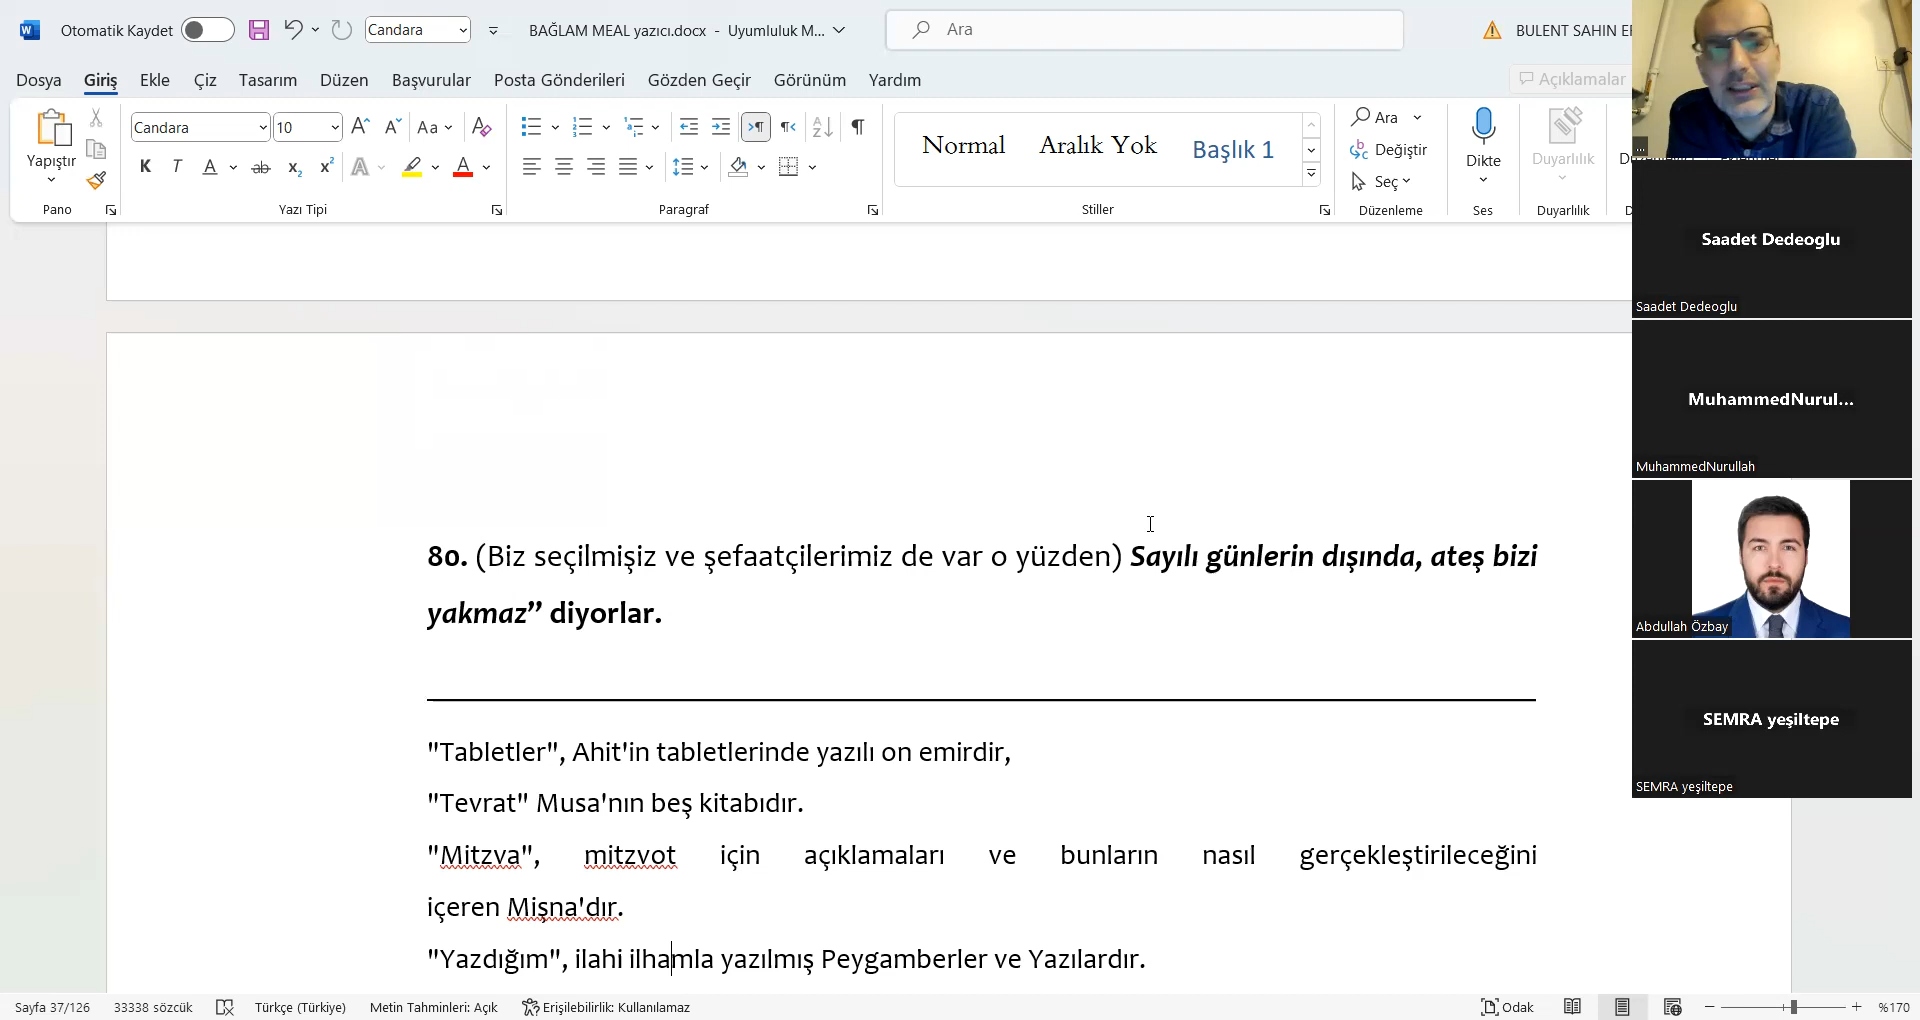 Otomatik Kaydet
Candara
BAĞLAM MEAL yazıcı.docx - Uyumluluk M...
Ara
BULENT SAHIN
Dosya Giriş Ekle Çiz Tasarım Düzen Başvurular Posta Gönderileri Gözden Geçir Görünüm Yardım
Açıklamalar
Yapıştır
Candara 10
Aa
K T A ab x₂ x² A A
Normal
Aralık Yok
Başlık 1
Ara
Değiştir
Seç
Dikte
Duyarlılık
Pano
Yazı Tipi
Paragraf
Stiller
Düzenleme
Ses
Duyarlılık
80. (Biz seçilmişiz ve şefaatçilerimiz de var o yüzden) Sayılı günlerin dışında, ateş bizi
yakmaz” diyorlar.
"Tabletler", Ahit'in tabletlerinde yazılı on emirdir,
"Tevrat" Musa'nın beş kitabıdır.
"Mitzva", mitzvot için açıklamaları ve bunların nasıl gerçekleştirileceğini
içeren Mişna'dır.
"Yazdığım", ilahi ilhamla yazılmış Peygamberler ve Yazılardır.
Saadet Dedeoglu
Saadet Dedeoglu
MuhammedNurul...
MuhammedNurullah
Abdullah Özbay
SEMRA yeşiltepe
SEMRA yeşiltepe
Sayfa 37/126
33338 sözcük
Türkçe (Türkiye)
Metin Tahminleri: Açık
Erişilebilirlik: Kullanılamaz
Odak
%170